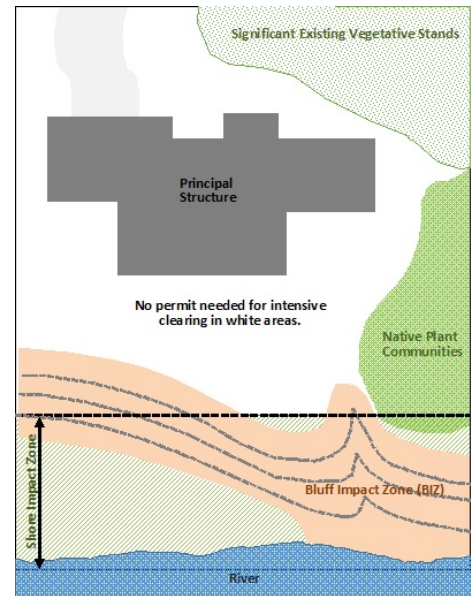 Significant Existing Vegetative Stands
Principal
Structure
No permit needed for intensive
clearing in white areas.
Native Plant
Communities
Shore Impact Zone
Bluff Impact Zone (BIZ)
River